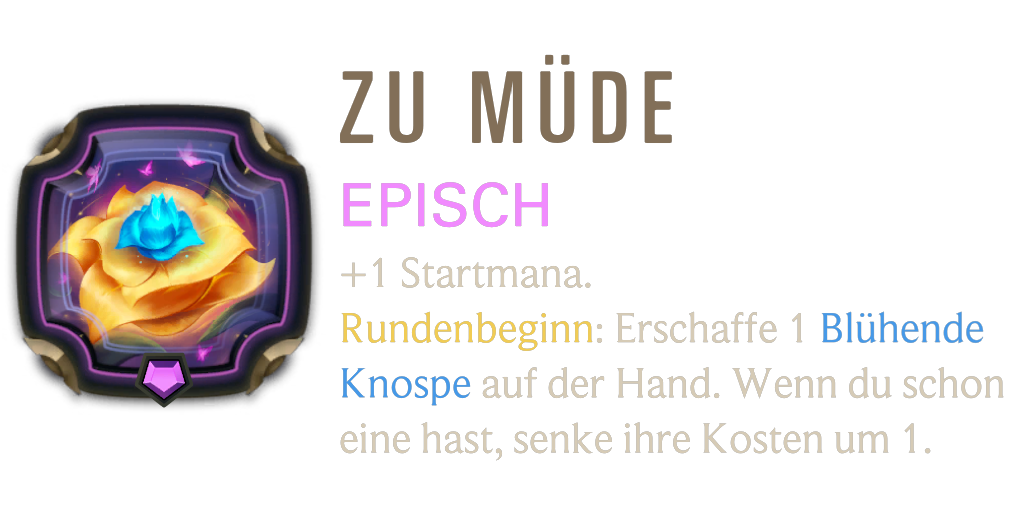 ZU MÜDE
EPISCH
+1 Startmana.
Rundenbeginn: Erschaffe 1 Blühende
Knospe auf der Hand. Wenn du schon
eine hast, senke ihre Kosten um 1.